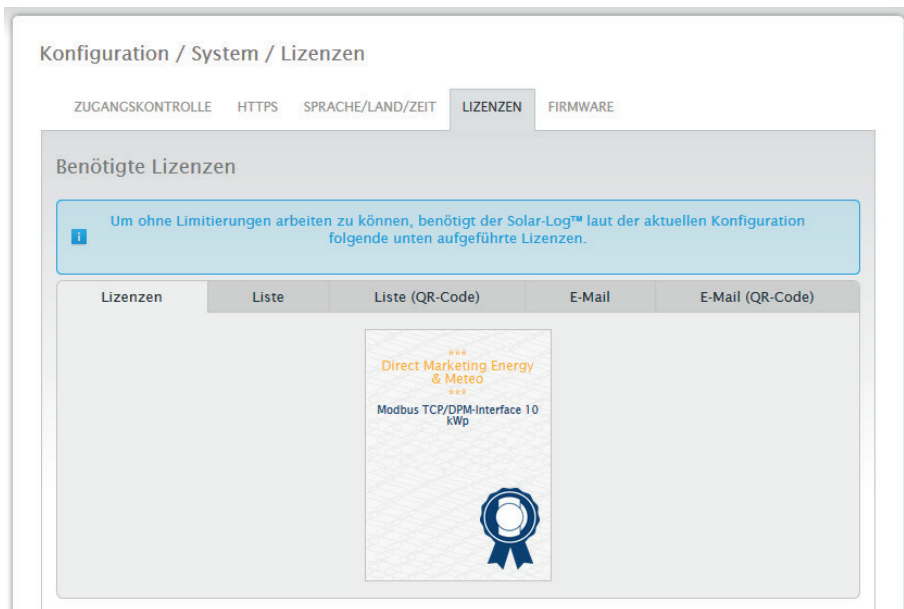 Konfiguration / System / Lizenzen
ZUGANGSKONTROLLE HTTPS SPRACHE/LAND/ZEIT LIZENZEN FIRMWARE
Benötigte Lizenzen
i
Um ohne Limitierungen arbeiten zu können, benötigt der Solar-Log™ laut der aktuellen Konfiguration
folgende unten aufgeführte Lizenzen.
Lizenzen Liste Liste (QR-Code) E-Mail E-Mail (QR-Code)
***
Direct Marketing Energy
& Meteo
***
Modbus TCP/DPM-Interface 10
kWp